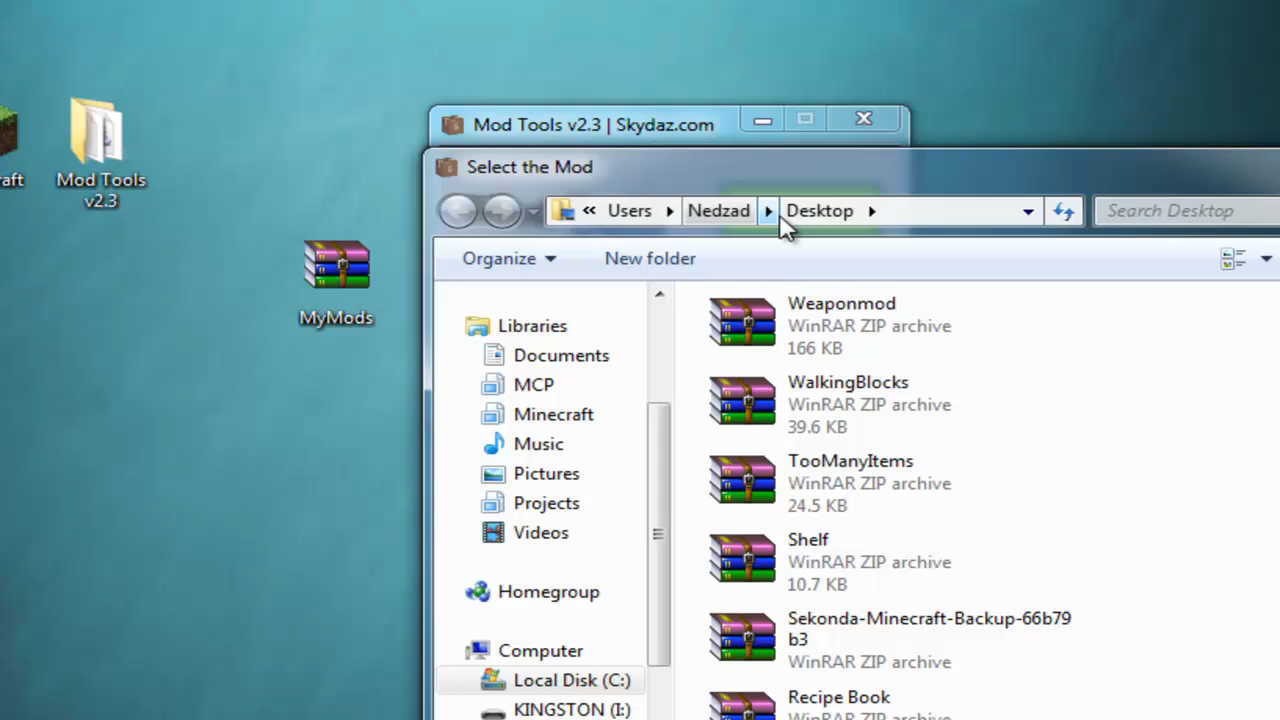 raft
Mod Tools
v2.3
MyMods
Mod Tools v2.3 | Skydaz.com
Select the Mod
« Users Nedzad Desktop
Search Desktop
Organize
New folder
Libraries
Documents
MCP
Minecraft
Music
Pictures
Projects
Videos
Homegroup
Computer
Local Disk (C:)
KINGSTON (I:)
Weaponmod
WinRAR ZIP archive
166 KB
WalkingBlocks
WinRAR ZIP archive
39.6 KB
TooManyItems
WinRAR ZIP archive
24.5 KB
Shelf
WinRAR ZIP archive
10.7 KB
Sekonda-Minecraft-Backup-66b79
b3
WinRAR ZIP archive
Recipe Book
WinRAR ZIP archive